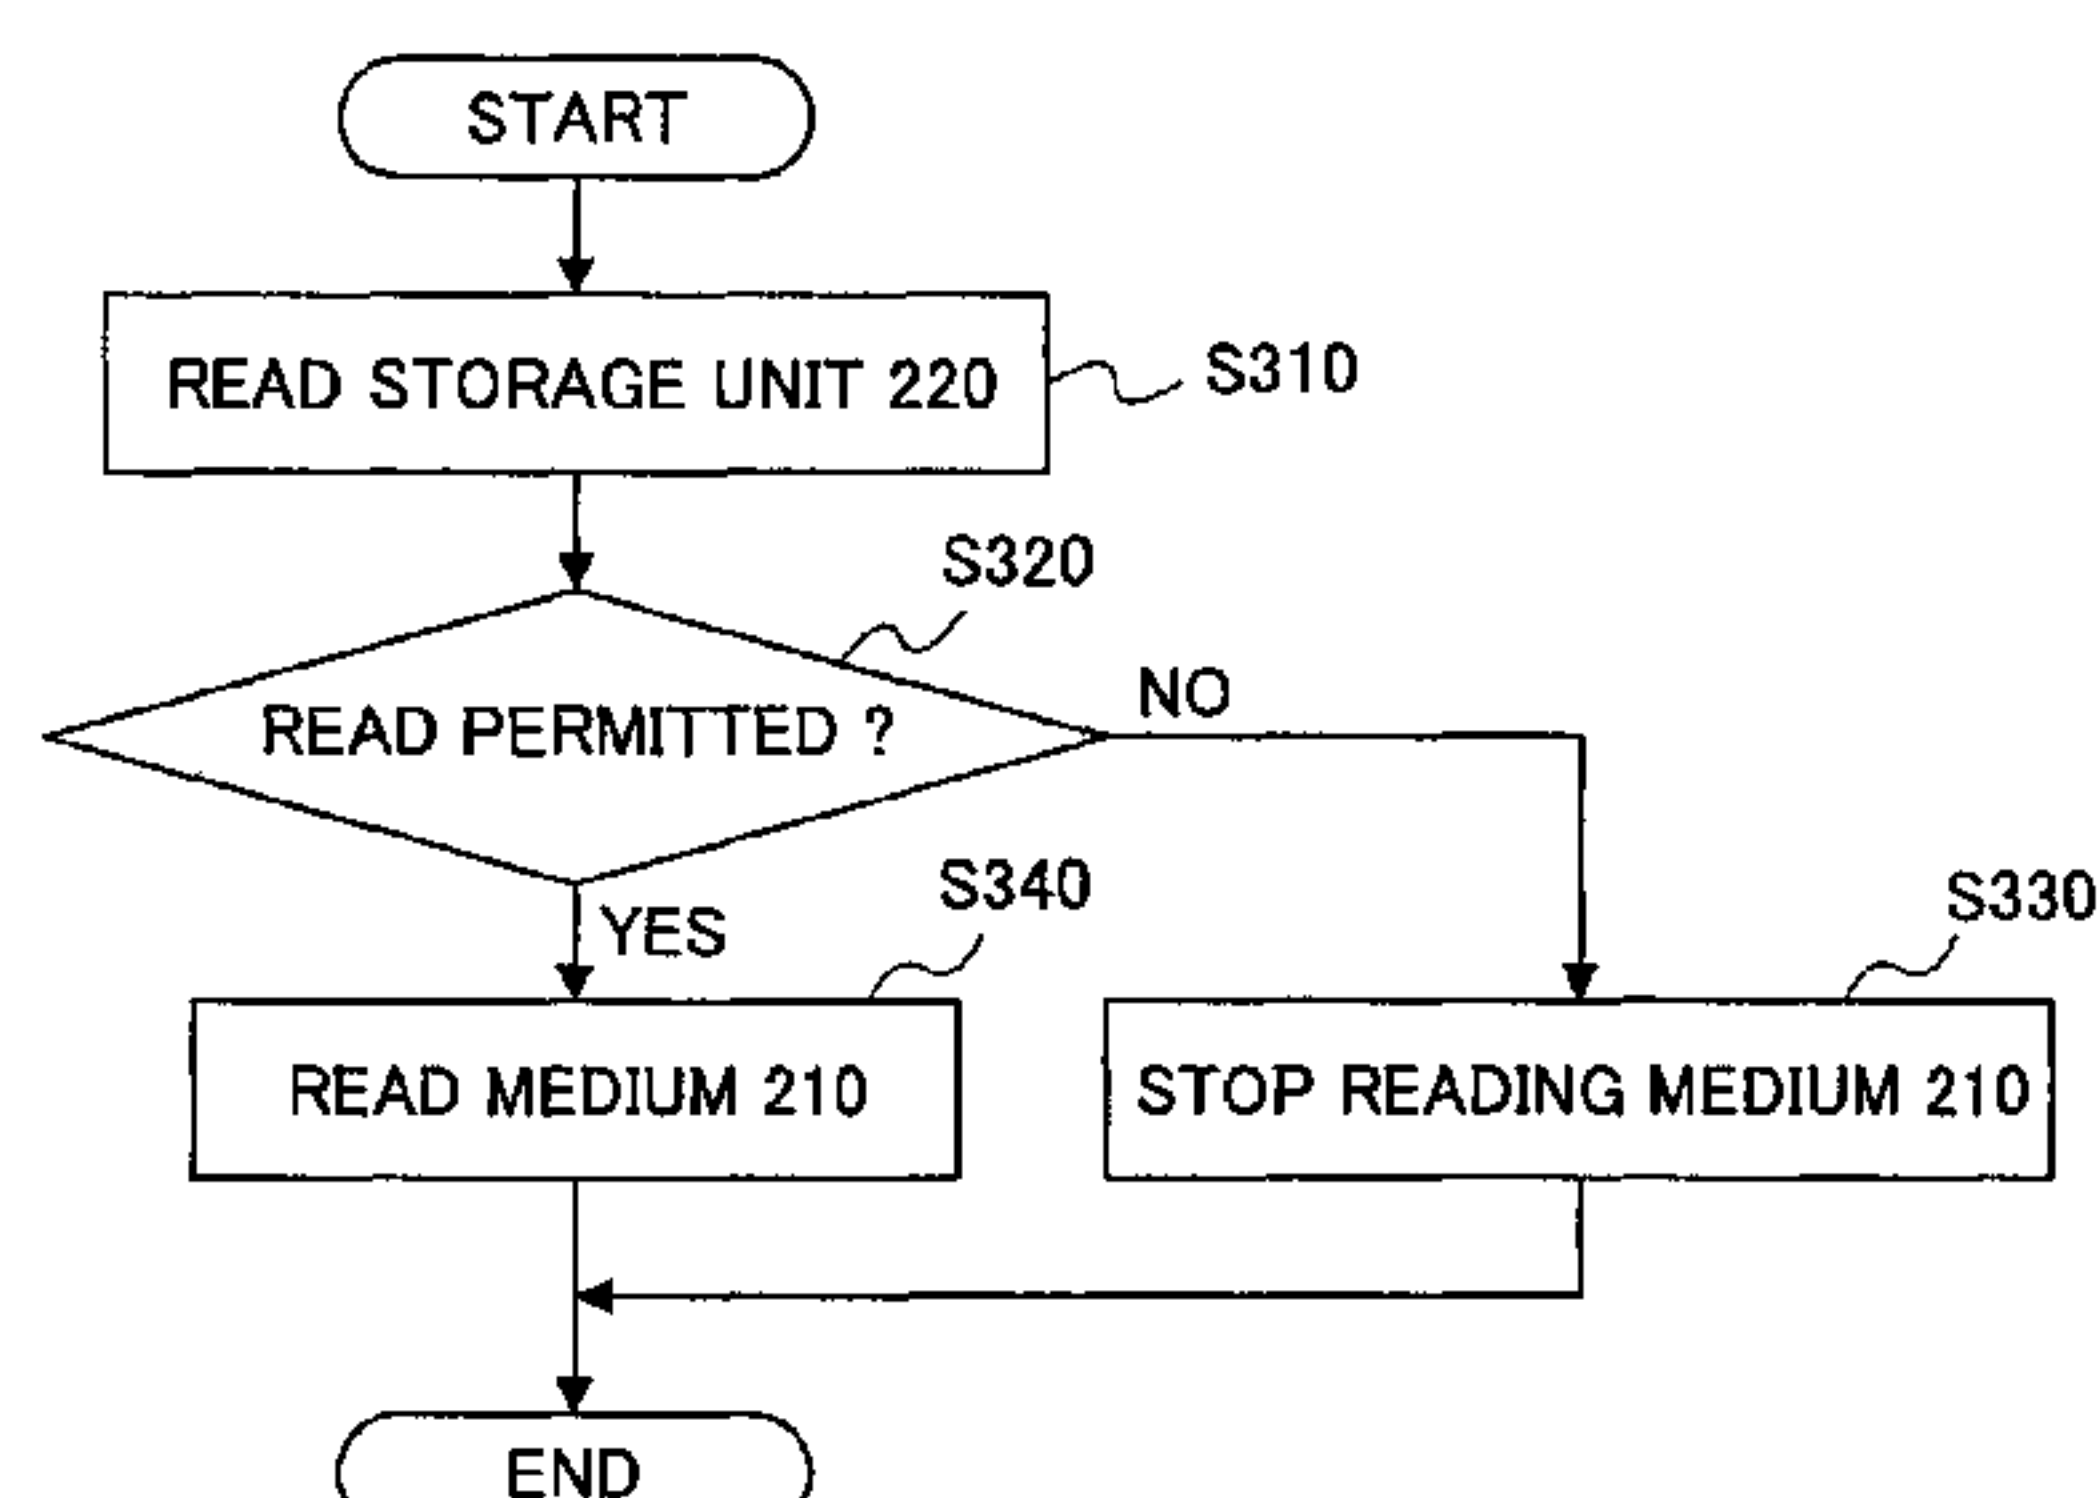 START
READ STORAGE UNIT 220
S310
S320
READ PERMITTED ?
NO
YES
S340
S330
READ MEDIUM 210
STOP READING MEDIUM 210
END